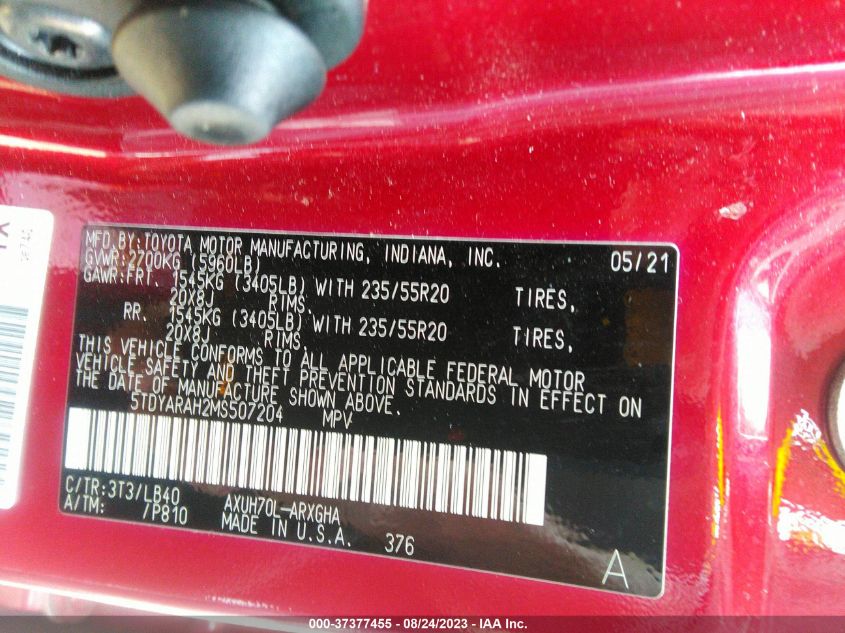 MFD.BY:TOYOTA MOTOR MANUFACTURING, INDIANA, INC. 05/21
GVWR:2700KG (5960LB)
GAWR:FRT. 1545KG (3405LB) WITH 235/55R20 TIRES,
20X8J RIMS.
RR. 1545KG (3405LB) WITH 235/55R20 TIRES,
20X8J RIMS.
THIS VEHICLE CONFORMS TO ALL APPLICABLE FEDERAL MOTOR
VEHICLE SAFETY AND THEFT PREVENTION STANDARDS IN EFFECT ON
THE DATE OF MANUFACTURE SHOWN ABOVE.
5TDYARAH2MS507204 MPV
C/TR:3T3/LB40 AXUH70L-ARXGHA
A/TM: /P810 MADE IN U.S.A. 376
A
000-37377455 - 08/24/2023 - IAA Inc.